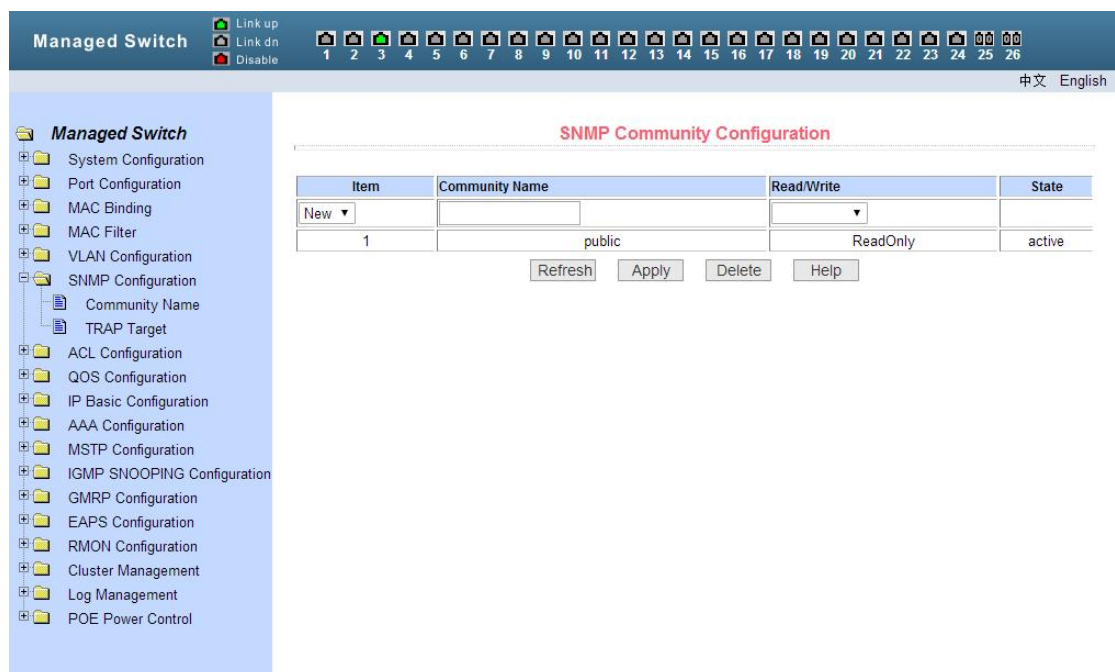 Managed Switch
Link up
Link dn
Disable
1 2 3 4 5 6 7 8 9 10 11 12 13 14 15 16 17 18 19 20 21 22 23 24 25 26
中文 English
Managed Switch
System Configuration
Port Configuration
MAC Binding
MAC Filter
VLAN Configuration
SNMP Configuration
Community Name
TRAP Target
ACL Configuration
QOS Configuration
IP Basic Configuration
AAA Configuration
MSTP Configuration
IGMP SNOOPING Configuration
GMRP Configuration
EAPS Configuration
RMON Configuration
Cluster Management
Log Management
POE Power Control
SNMP Community Configuration
Item Community Name Read/Write State
New
1 public ReadOnly active
Refresh Apply Delete Help